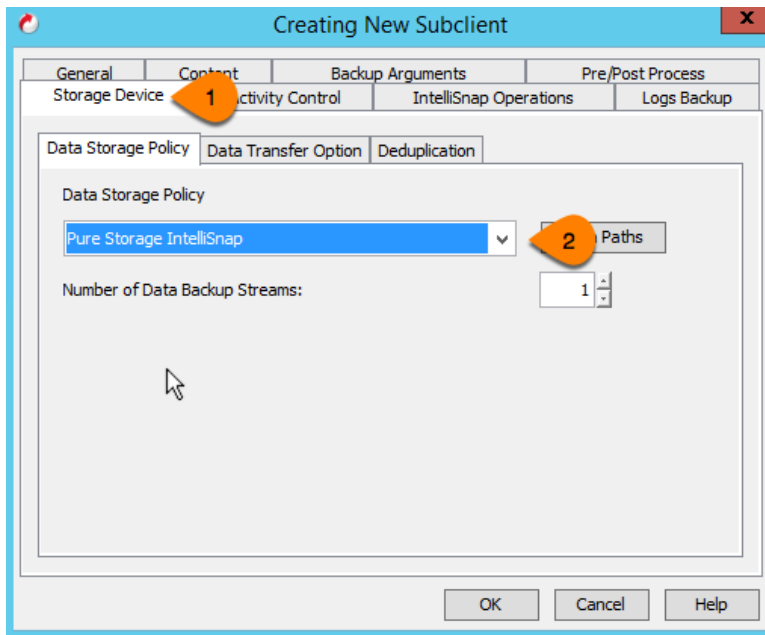 Creating New Subclient
X
General Content Backup Arguments Pre/Post Process
Storage Device 1 Activity Control IntelliSnap Operations Logs Backup
Data Storage Policy Data Transfer Option Deduplication
Data Storage Policy
Pure Storage IntelliSnap 2 Paths
Number of Data Backup Streams: 1
OK Cancel Help